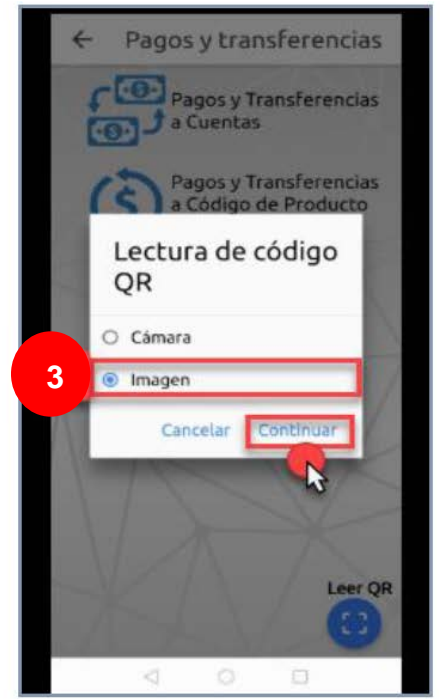 Pagos y transferencias
Pagos y Transferencias
a Cuentas
Pagos y Transferencias
a Código de Producto
Lectura de código
QR
Cámara
3
Imagen
Cancelar Continuar
Leer QR